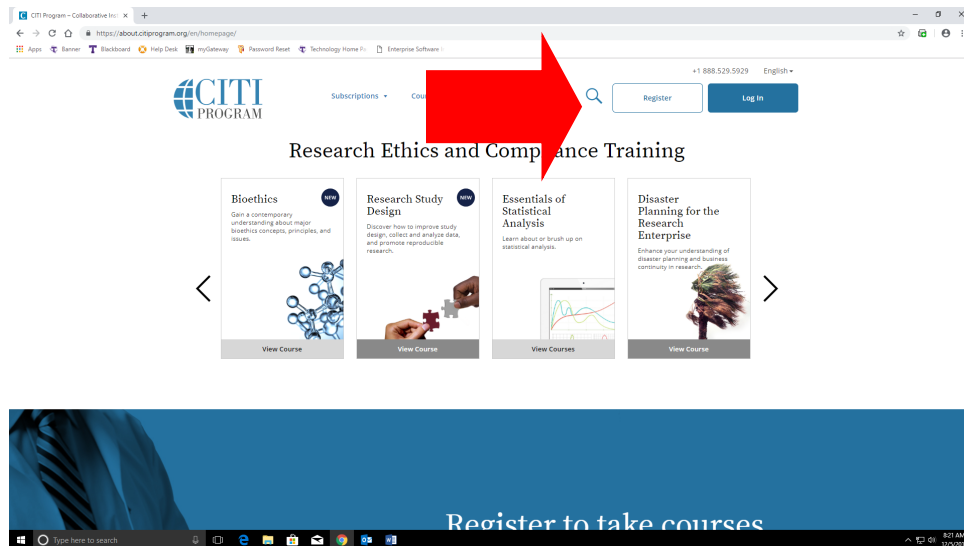 CITI Program – Collaborative Ins
https://about.citiprogram.org/en/homepage/
Apps Banner Blackboard Help Desk myGateway Password Reset Technology Home Enterprise Software
+1 888.529.5929 English
CITI
PROGRAM
Subscriptions Cou
Register Log In
Research Ethics and Comp ance Training
Bioethics
NEW
Gain a contemporary
understanding about major
bioethics concepts, principles, and
issues.
View Course
Research Study
Design
NEW
Discover how to improve study
design, collect and analyze data,
and promote reproducible
research.
View Course
Essentials of
Statistical
Analysis
Learn about or brush up on
statistical analysis.
View Courses
Disaster
Planning for the
Research
Enterprise
Enhance your understanding of
disaster planning and business
continuity in research.
View Course
Register to take courses
Type here to search
8:21 AM
12/5/20